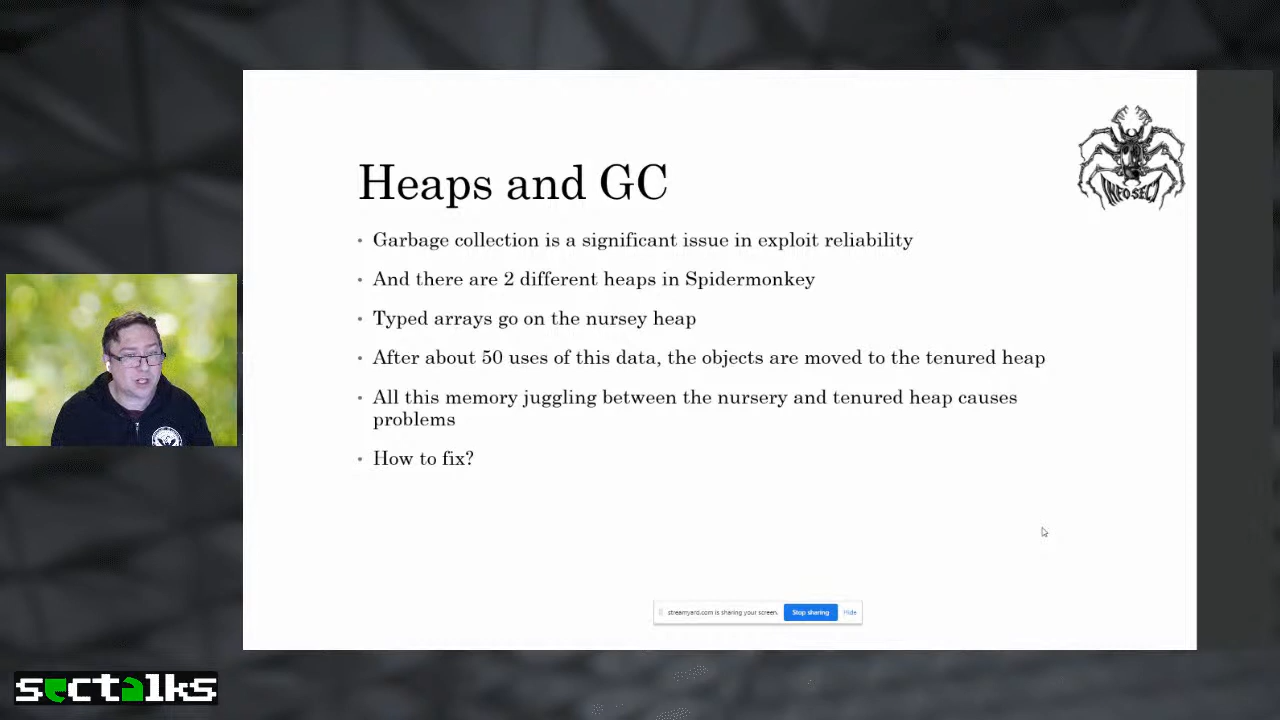 Heaps and GC
INFOSECT
• Garbage collection is a significant issue in exploit reliability
• And there are 2 different heaps in Spidermonkey
• Typed arrays go on the nursey heap
• After about 50 uses of this data, the objects are moved to the tenured heap
• All this memory juggling between the nursery and tenured heap causes
problems
• How to fix?
streamyard.com is sharing your screen. Stop sharing Hide
sectalks